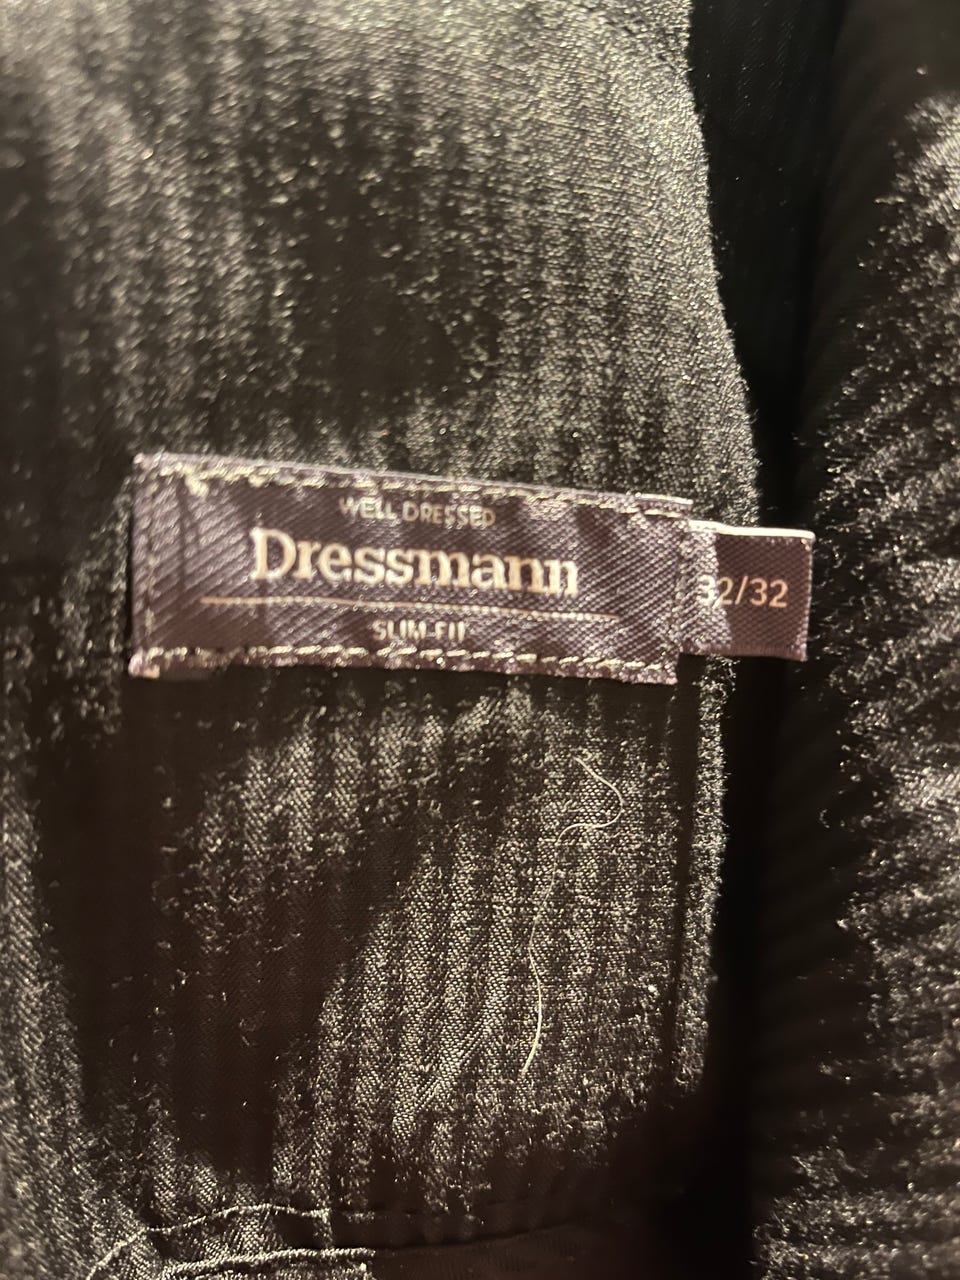 WELL DRESSED
Dressmann
SLIM-FIT
32/32